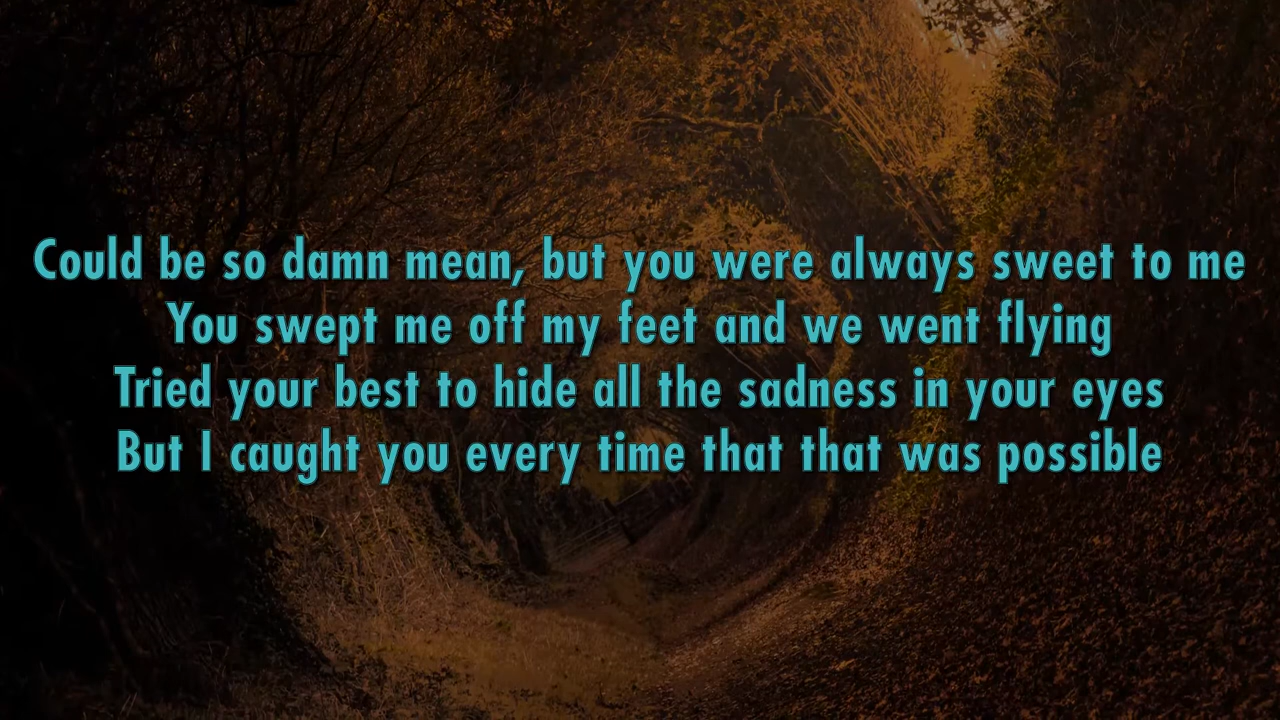 Could be so damn mean, but you were always sweet to me
You swept me off my feet and we went flying
Tried your best to hide all the sadness in your eyes
But I caught you every time that that was possible